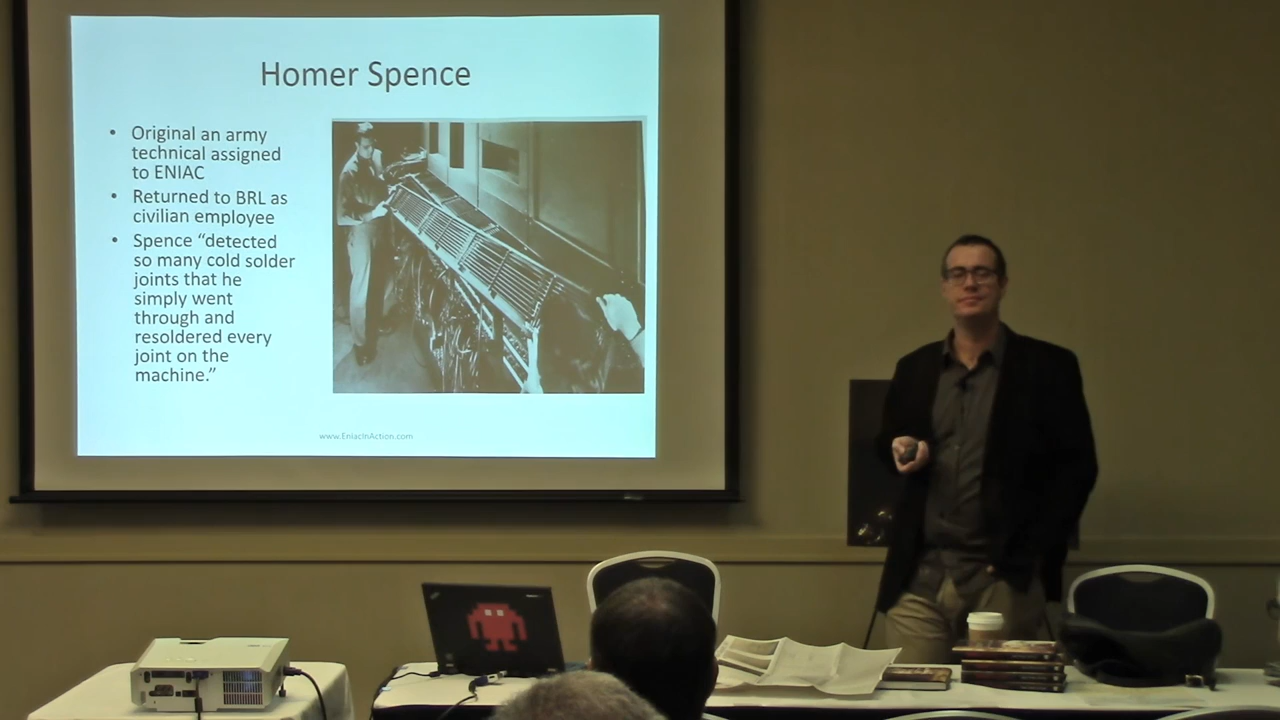 Homer Spence
• Original an army
technical assigned
to ENIAC
• Returned to BRL as
civilian employee
• Spence “detected
so many cold solder
joints that he
simply went
through and
resoldered every
joint on the
machine.”
www.EniacInAction.com